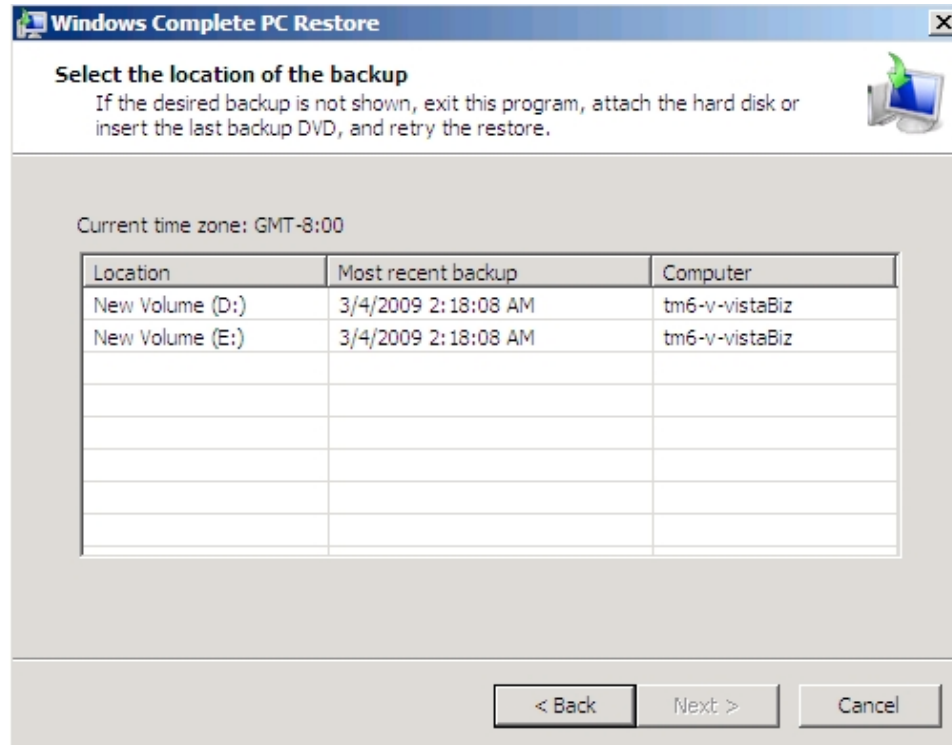 Windows Complete PC Restore
Select the location of the backup
If the desired backup is not shown, exit this program, attach the hard disk or
insert the last backup DVD, and retry the restore.
Current time zone: GMT-8:00
Location Most recent backup Computer
New Volume (D:) 3/4/2009 2:18:08 AM tm6-v-vistaBiz
New Volume (E:) 3/4/2009 2:18:08 AM tm6-v-vistaBiz
< Back Next > Cancel